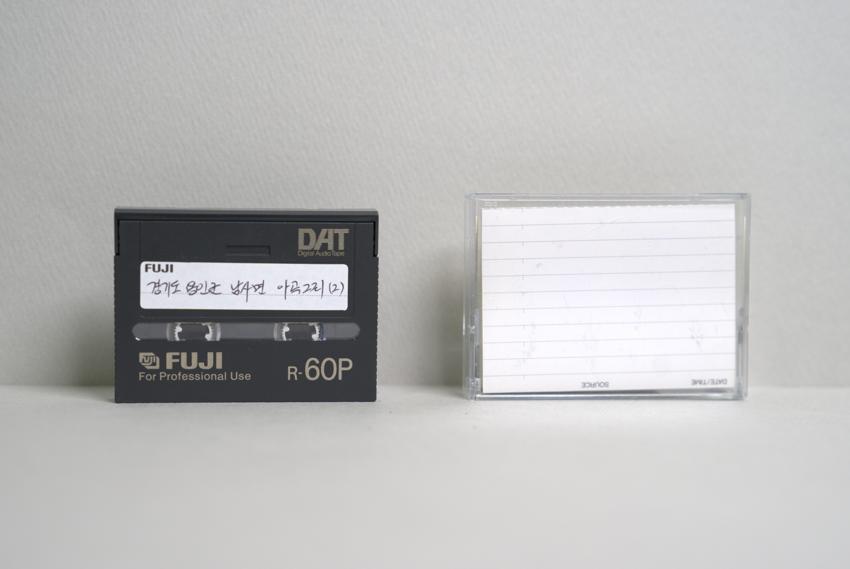 DAT
Digital Audio Tape
FUJI
경기도 용인군 남사면 아곡2리 (2)
FUJI FUJI
For Professional Use
R-60P
DATE/TIME SOURCE